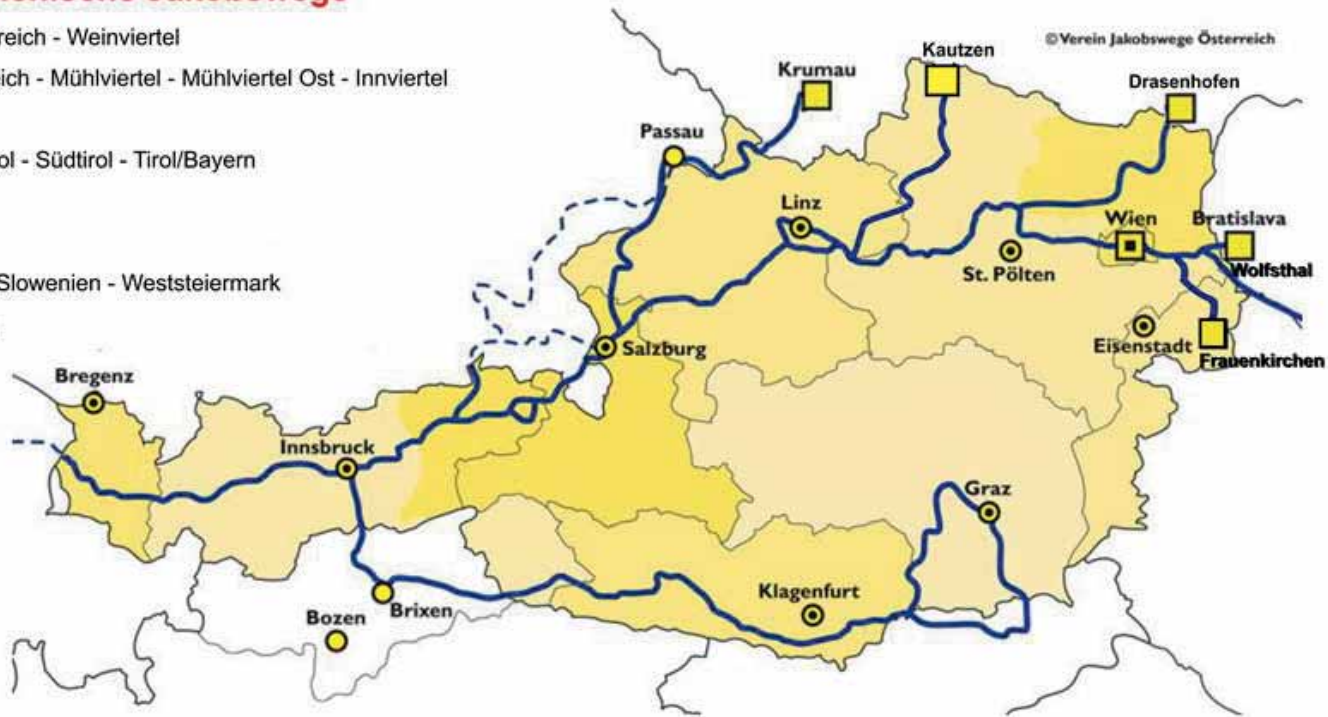 reich - Weinviertel
eich - Mühlviertel - Mühlviertel Ost - Innviertel
ol - Südtirol - Tirol/Bayern
Slowenien - Weststeiermark
© Verein Jakobswege Österreich
Kautzen
Krumau
Drasenhofen
Passau
Linz
Wien
Bratislava
St. Pölten
Wolfsthal
Eisenstadt
Salzburg
Frauenkirchen
Bregenz
Innsbruck
Graz
Klagenfurt
Brixen
Bozen